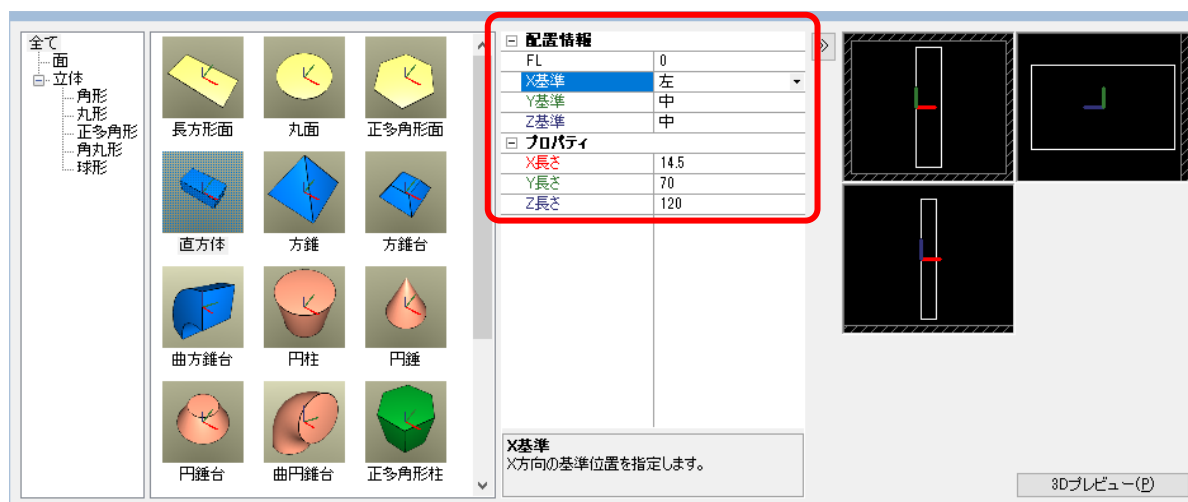 全て
面
立体
角形
丸形
正多角形
角丸形
球形
長方形面
丸面
正多角形面
直方体
方錐
方錐台
曲方錐台
円柱
円錘
円錘台
曲円錐台
正多角形柱
配置情報
FL 0
X基準 左
Y基準 中
Z基準 中
プロパティ
X長さ 14.5
Y長さ 70
Z長さ 120
X基準
X方向の基準位置を指定します。
3Dプレビュー(P)